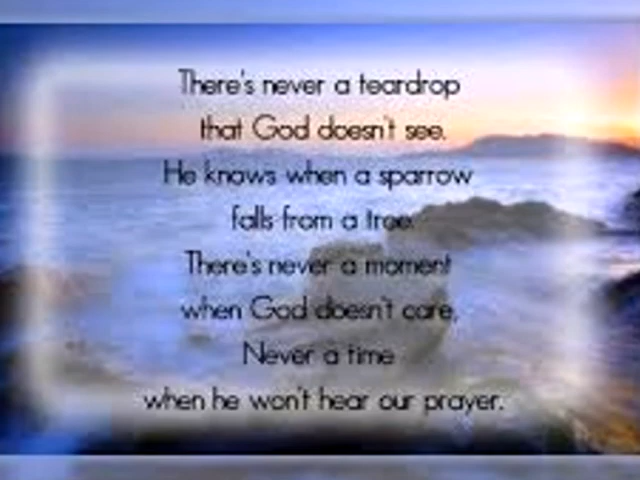 There's never a teardrop
that God doesn't see.
He knows when a sparrow
falls from a tree.
There's never a moment
when God doesn't care,
Never a time
when he won't hear our prayer.